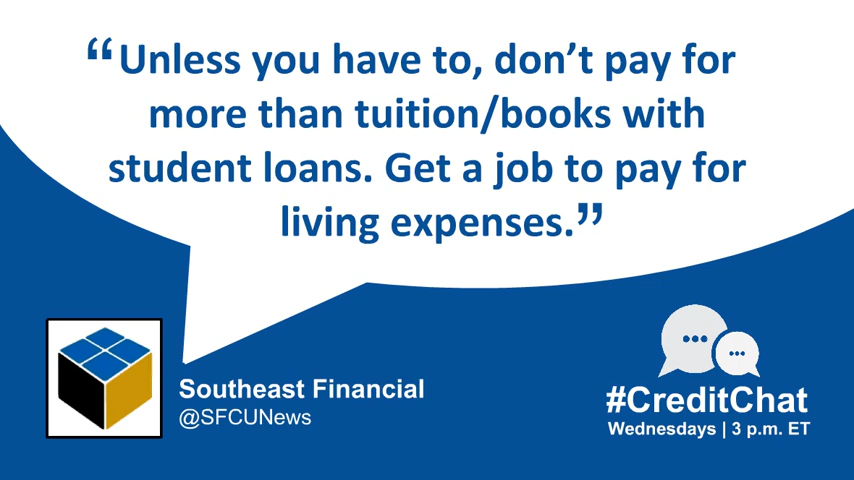 “Unless you have to, don’t pay for
more than tuition/books with
student loans. Get a job to pay for
living expenses.”
Southeast Financial
@SFCUNews
#CreditChat
Wednesdays | 3 p.m. ET